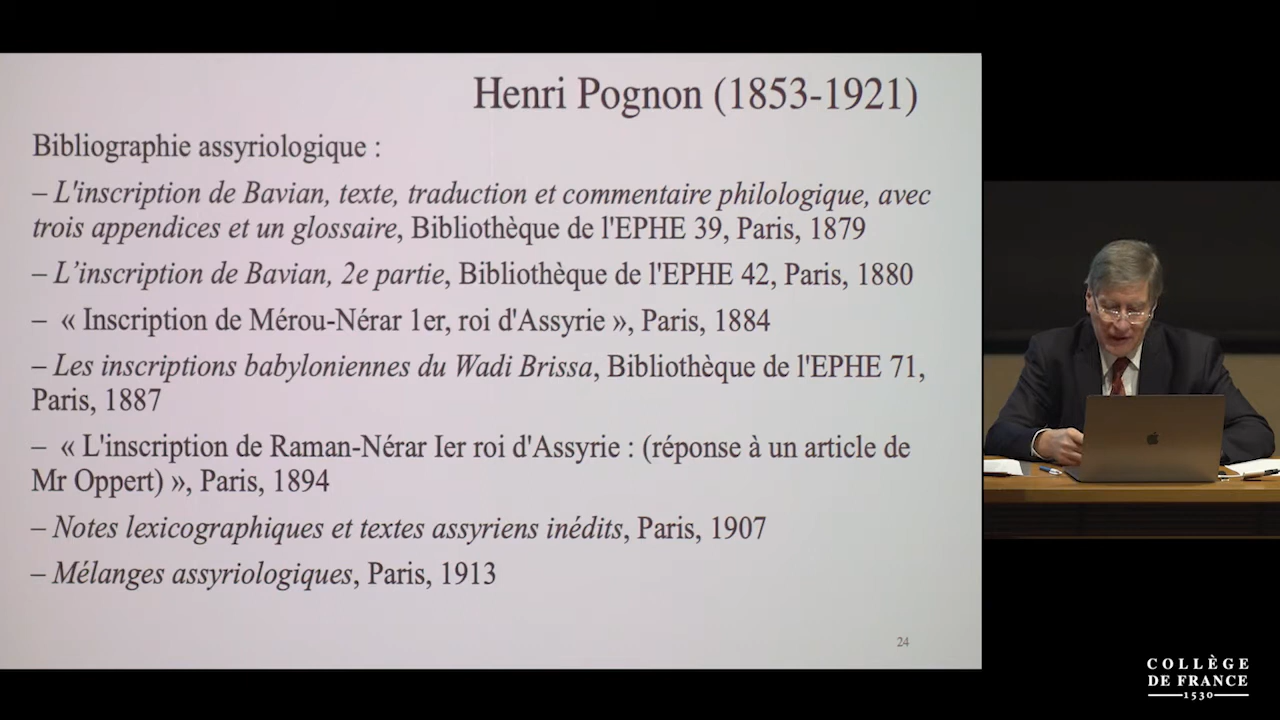 Henri Pognon (1853-1921)
Bibliographie assyriologique :
– L'inscription de Bavian, texte, traduction et commentaire philologique, avec
trois appendices et un glossaire, Bibliothèque de l'EPHE 39, Paris, 1879
– L’inscription de Bavian, 2e partie, Bibliothèque de l'EPHE 42, Paris, 1880
– « Inscription de Mérou-Nérar 1er, roi d'Assyrie », Paris, 1884
– Les inscriptions babyloniennes du Wadi Brissa, Bibliothèque de l'EPHE 71,
Paris, 1887
– « L'inscription de Raman-Nérar Ier roi d'Assyrie : (réponse à un article de
Mr Oppert) », Paris, 1894
– Notes lexicographiques et textes assyriens inédits, Paris, 1907
– Mélanges assyriologiques, Paris, 1913
24
COLLÈGE
DE FRANCE
1530